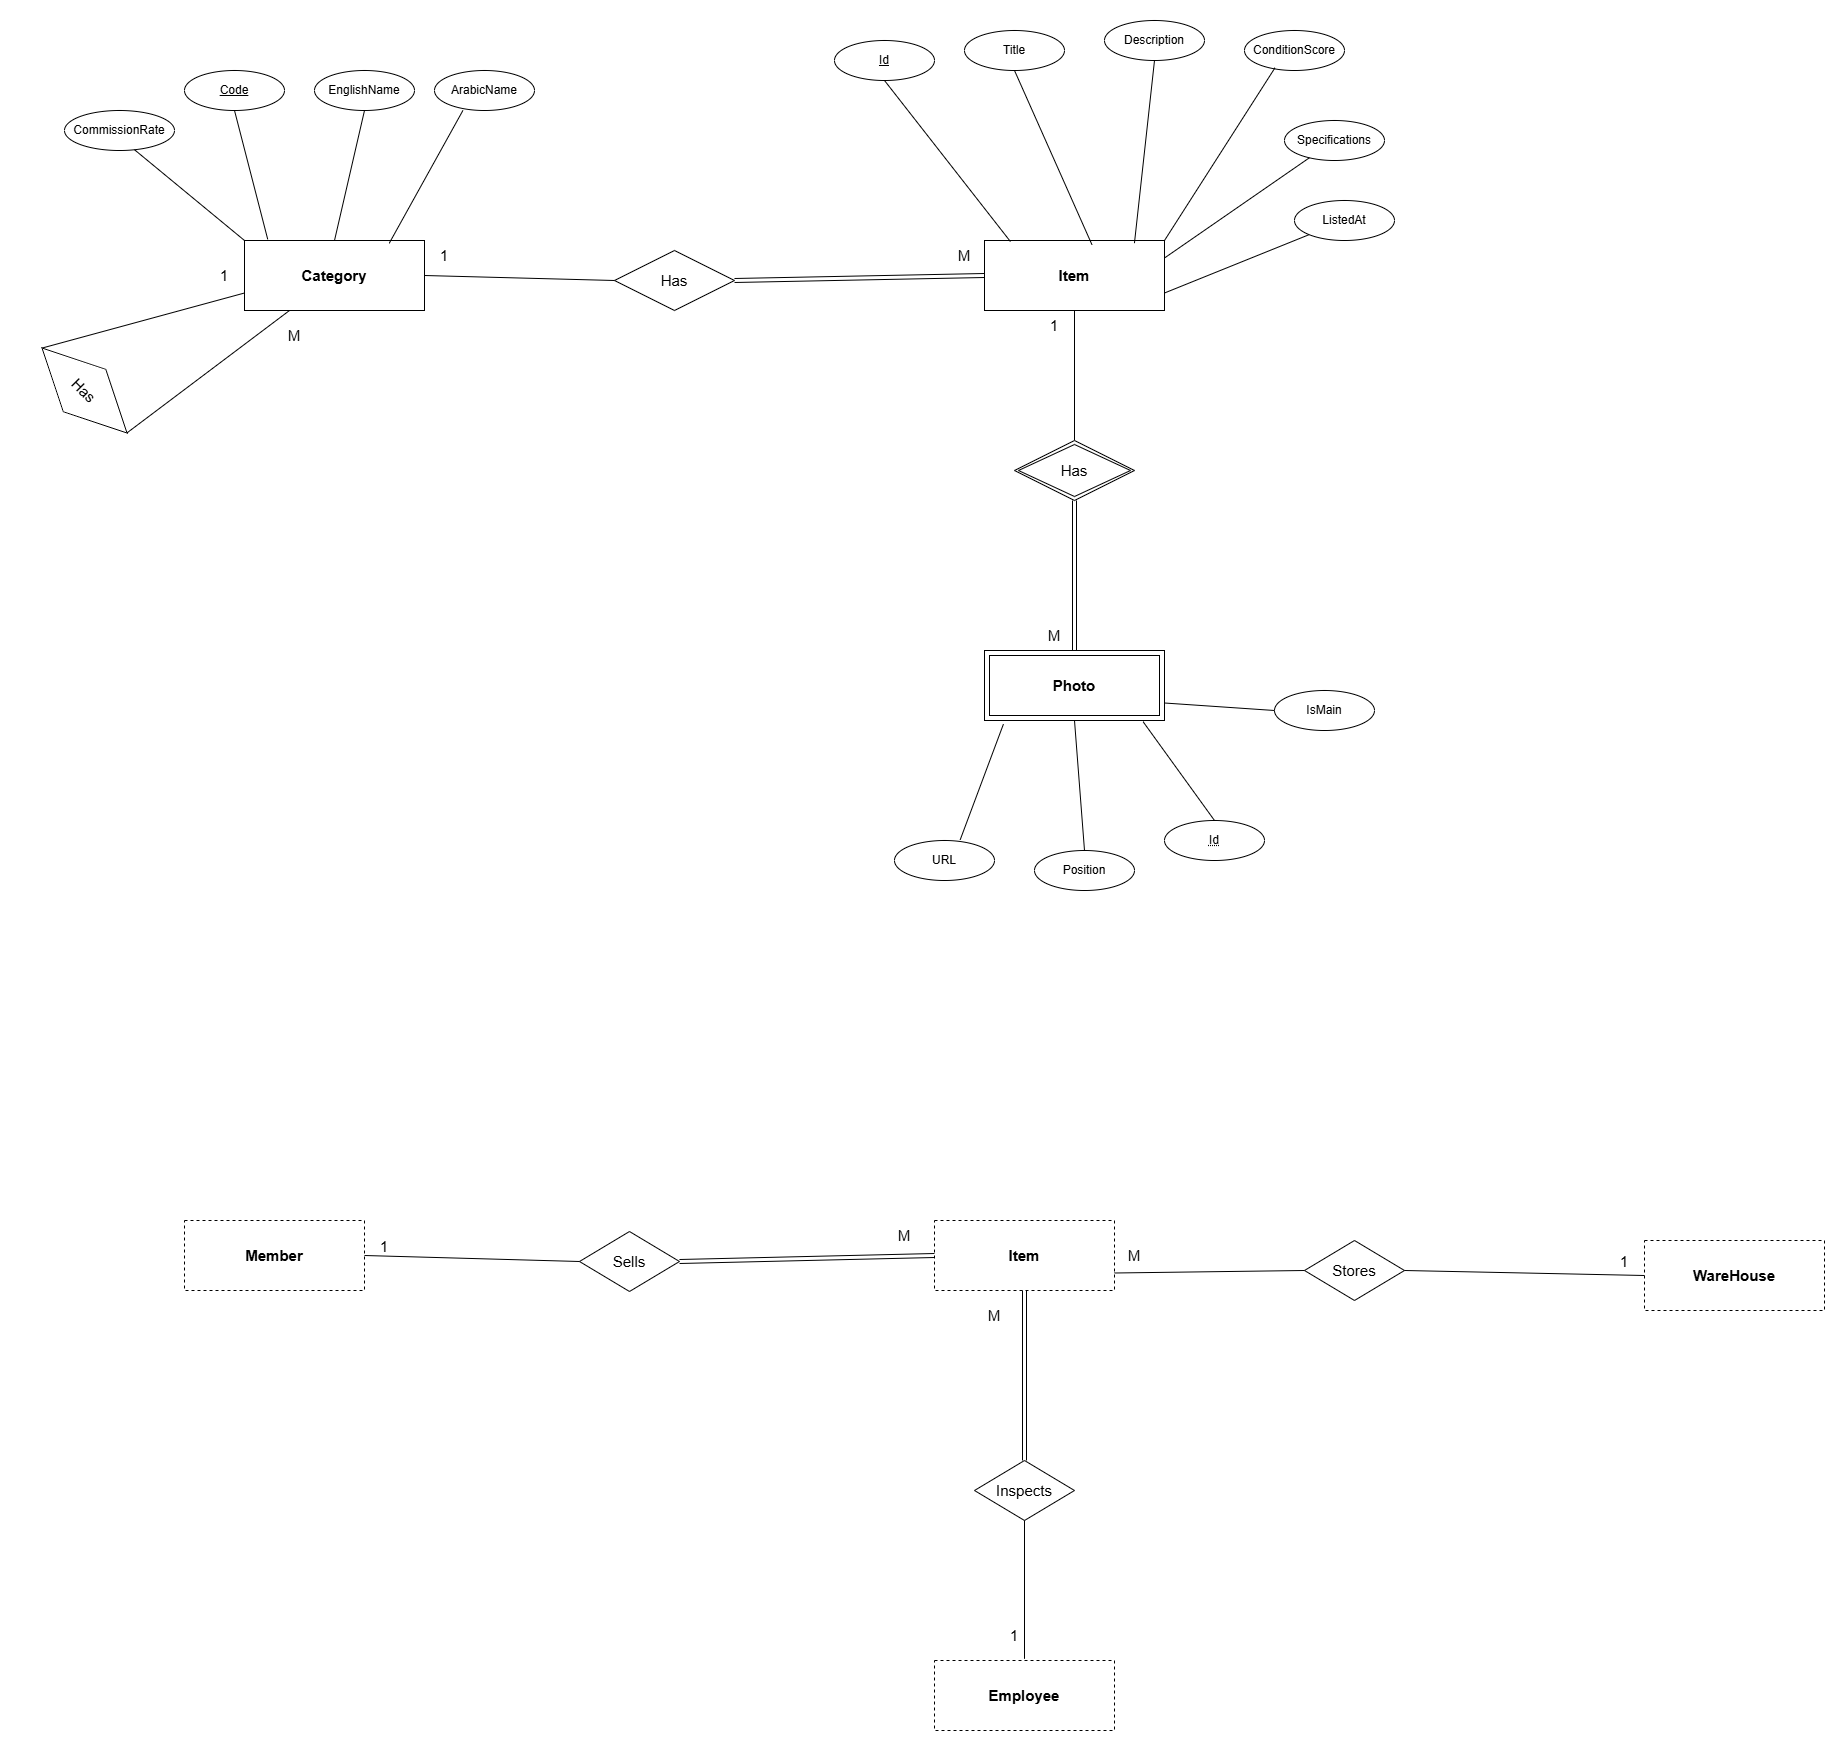 Id
Title
Description
ConditionScore
CommissionRate
Code
EnglishName
ArabicName
Specifications
ListedAt
1
Category
1
Has
M
Item
M
Has
1
Has
M
Photo
IsMain
URL
Position
Id
Member
1
Sells
M
Item
M
Stores
1
WareHouse
M
Inspects
1
Employee